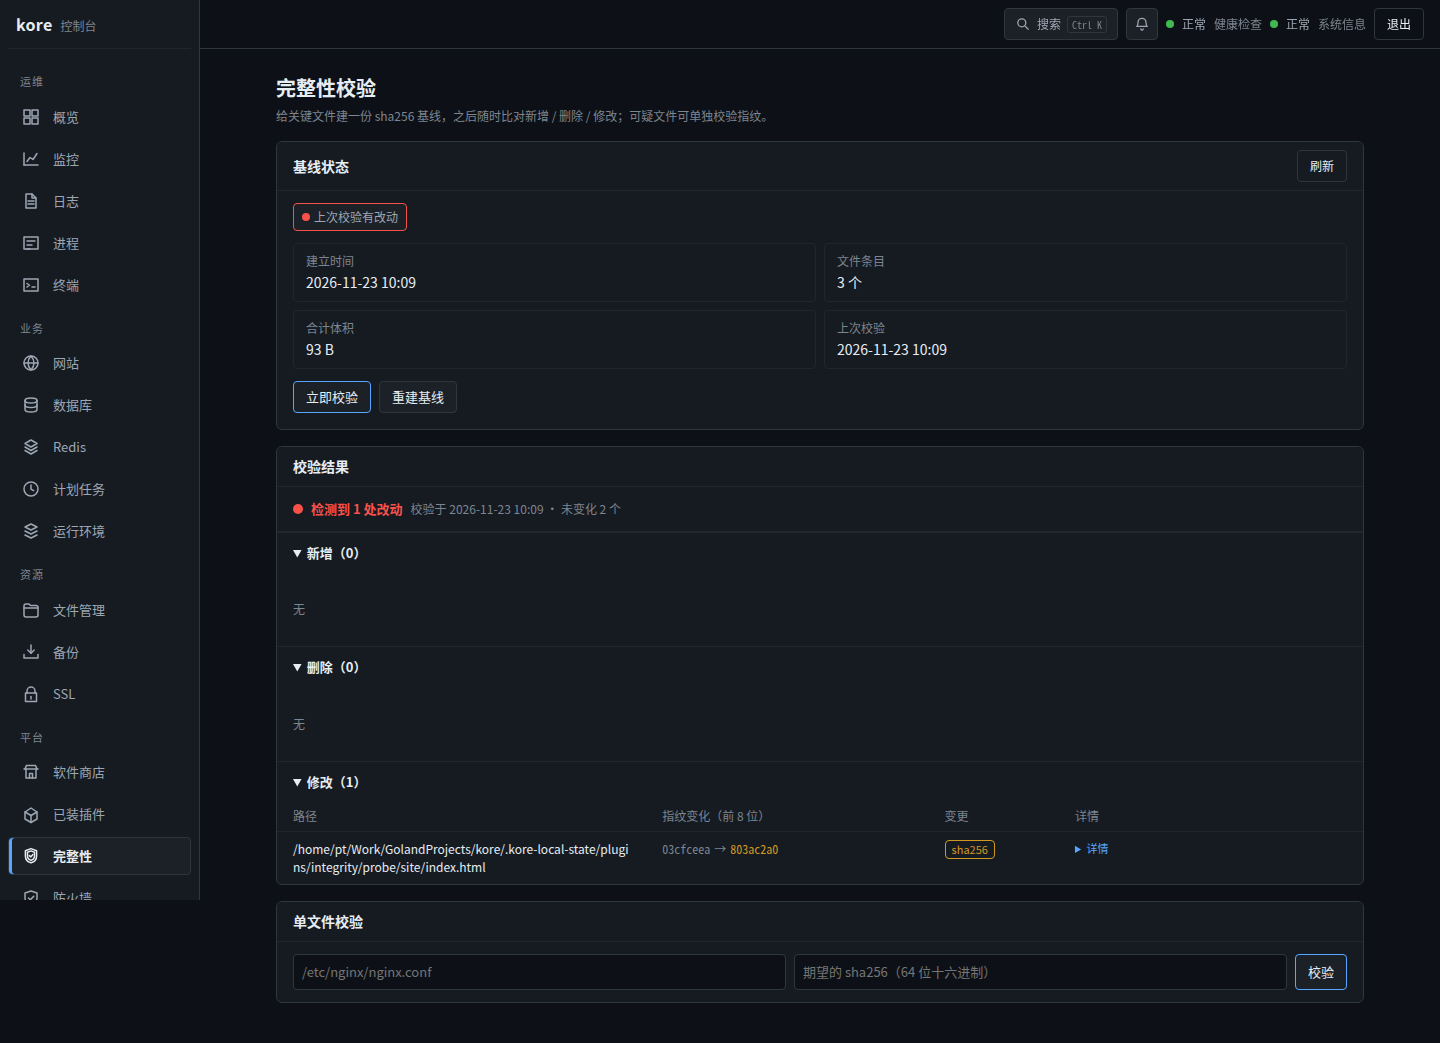 kore 控制台
搜索 Ctrl K 正常 健康检查 正常 系统信息 退出
运维
概览
监控
日志
进程
终端
业务
网站
数据库
Redis
计划任务
运行环境
资源
文件管理
备份
SSL
平台
软件商店
已装插件
完整性
防火墙
完整性校验
给关键文件建一份 sha256 基线，之后随时比对新增 / 删除 / 修改；可疑文件可单独校验指纹。
基线状态
刷新
上次校验有改动
建立时间
2026-11-23 10:09
文件条目
3 个
合计体积
93 B
上次校验
2026-11-23 10:09
立即校验 重建基线
校验结果
检测到 1 处改动 校验于 2026-11-23 10:09 · 未变化 2 个
▼ 新增（0）
无
▼ 删除（0）
无
▼ 修改（1）
路径 指纹变化（前 8 位） 变更 详情
/home/pt/Work/GolandProjects/kore/.kore-local-state/plugi
ns/integrity/probe/site/index.html
03cfceea → 803ac2a0 sha256 ▶ 详情
单文件校验
/etc/nginx/nginx.conf 期望的 sha256（64 位十六进制） 校验